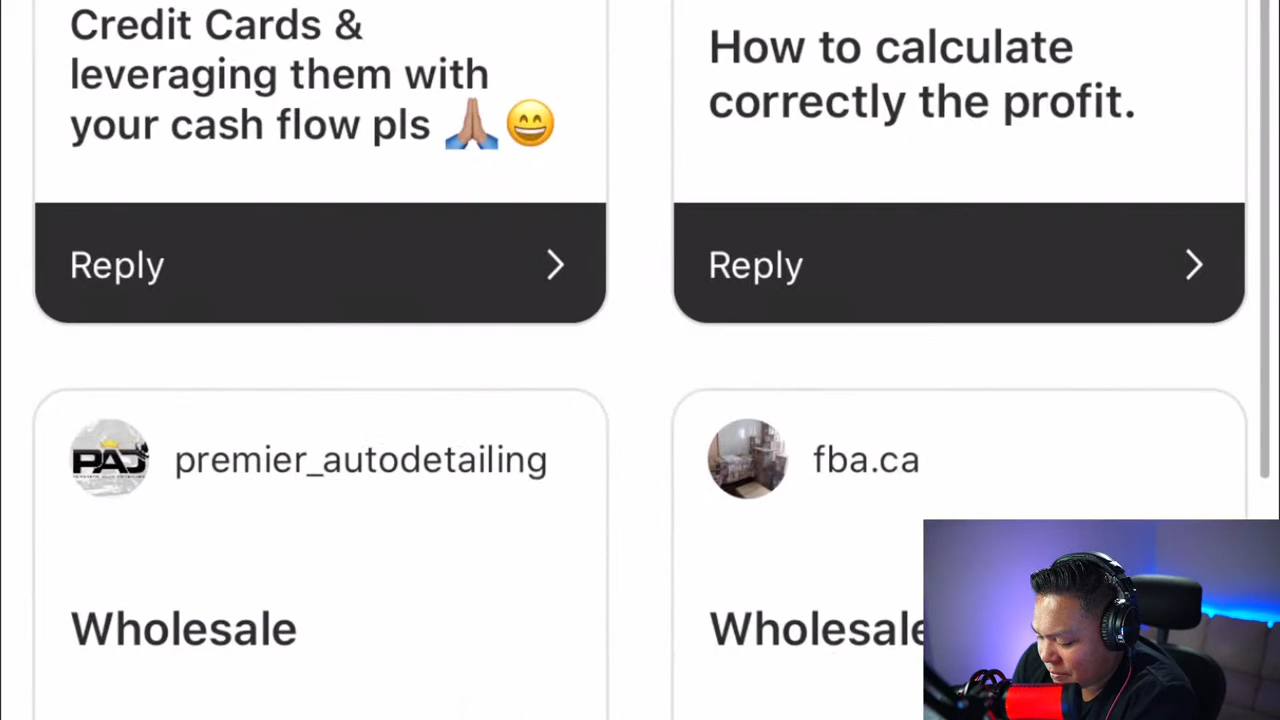 Credit Cards &
leveraging them with
your cash flow pls 🙏😄
How to calculate
correctly the profit.
Reply
Reply
PAD
premier_autodetailing
fba.ca
Wholesale
Wholesale